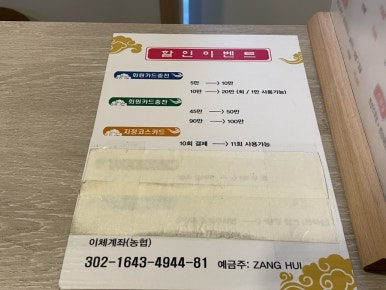 할인이벤트
회원카드충전
5만 ---> 10만
10만 ---> 20만 (회 / 1만 사용가능)
회원카드충전
45만 ---> 50만
90만 ---> 100만
지정코스카드
10회 결제 ---> 11회 사용가능
이체계좌(농협)
302-1643-4944-81 예금주: ZANG HUI